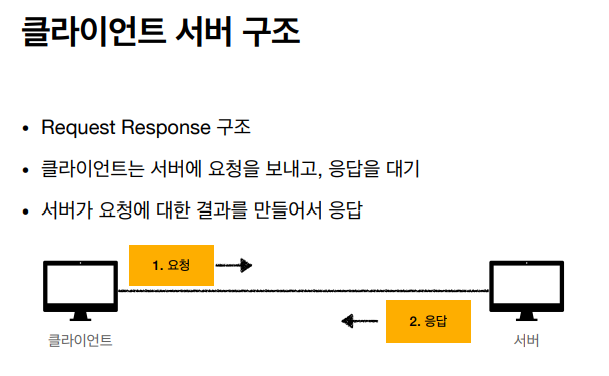 클라이언트 서버 구조
• Request Response 구조
• 클라이언트는 서버에 요청을 보내고, 응답을 대기
• 서버가 요청에 대한 결과를 만들어서 응답
1. 요청
2. 응답
클라이언트
서버